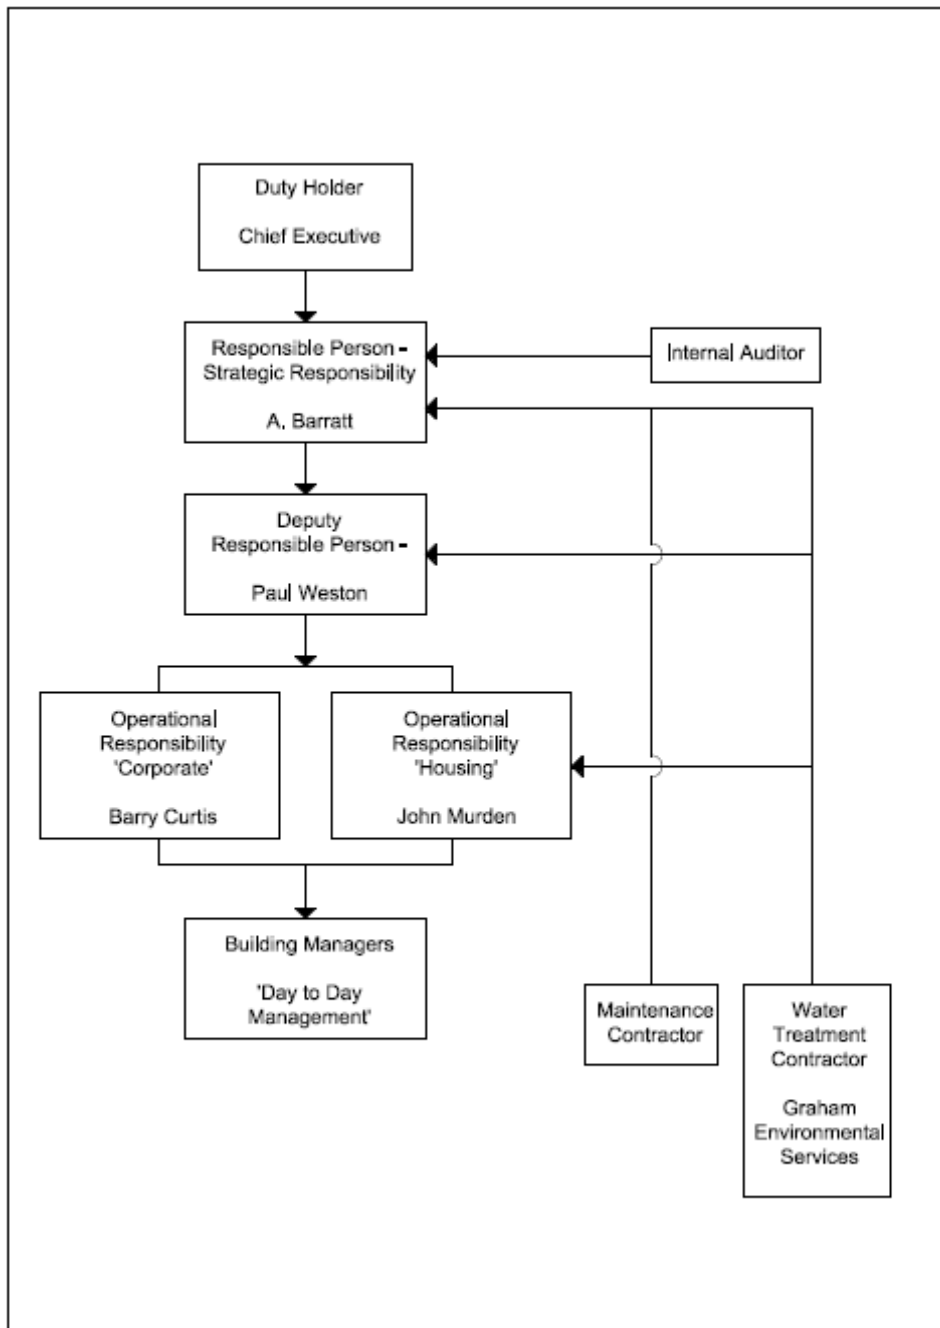 Duty Holder
Chief Executive
Responsible Person -
Strategic Responsibility
A. Barratt
Internal Auditor
Deputy
Responsible Person -
Paul Weston
Operational
Responsibility
'Corporate'
Barry Curtis
Operational
Responsibility
'Housing'
John Murden
Building Managers
'Day to Day
Management'
Maintenance
Contractor
Water
Treatment
Contractor
Graham
Environmental
Services